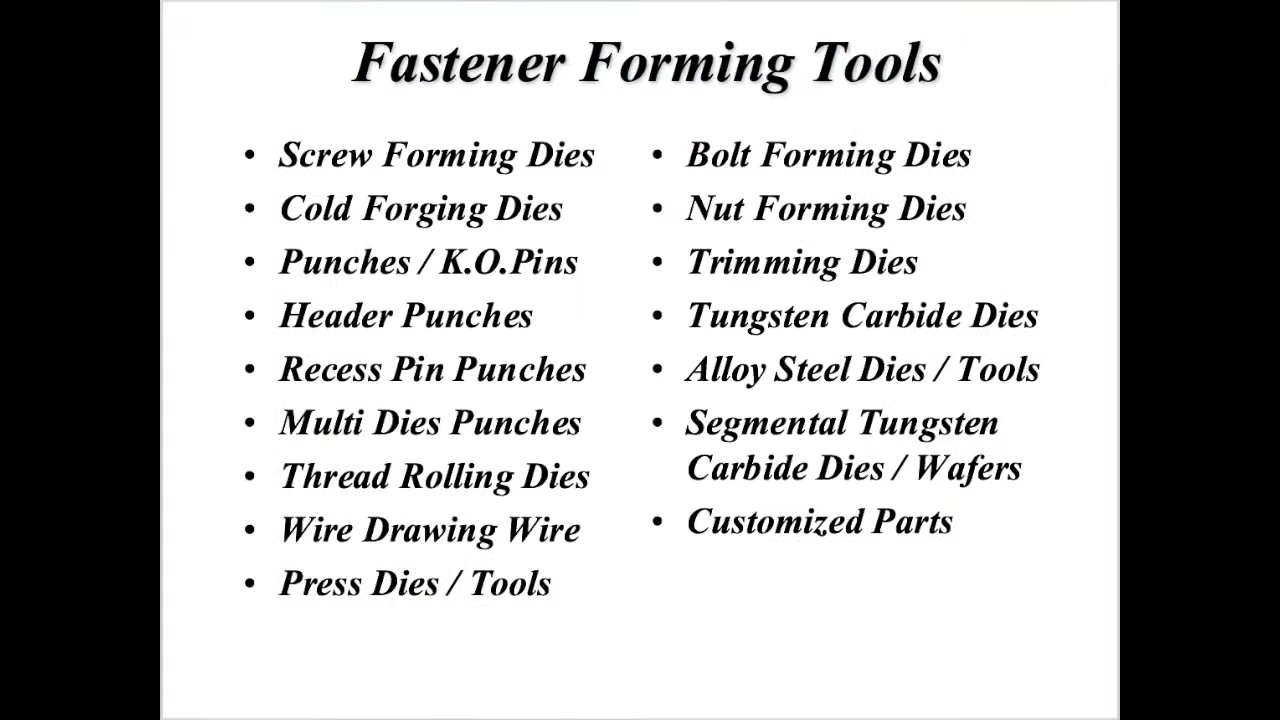 Fastener Forming Tools
• Screw Forming Dies
• Cold Forging Dies
• Punches / K.O.Pins
• Header Punches
• Recess Pin Punches
• Multi Dies Punches
• Thread Rolling Dies
• Wire Drawing Wire
• Press Dies / Tools
• Bolt Forming Dies
• Nut Forming Dies
• Trimming Dies
• Tungsten Carbide Dies
• Alloy Steel Dies / Tools
• Segmental Tungsten
Carbide Dies / Wafers
• Customized Parts